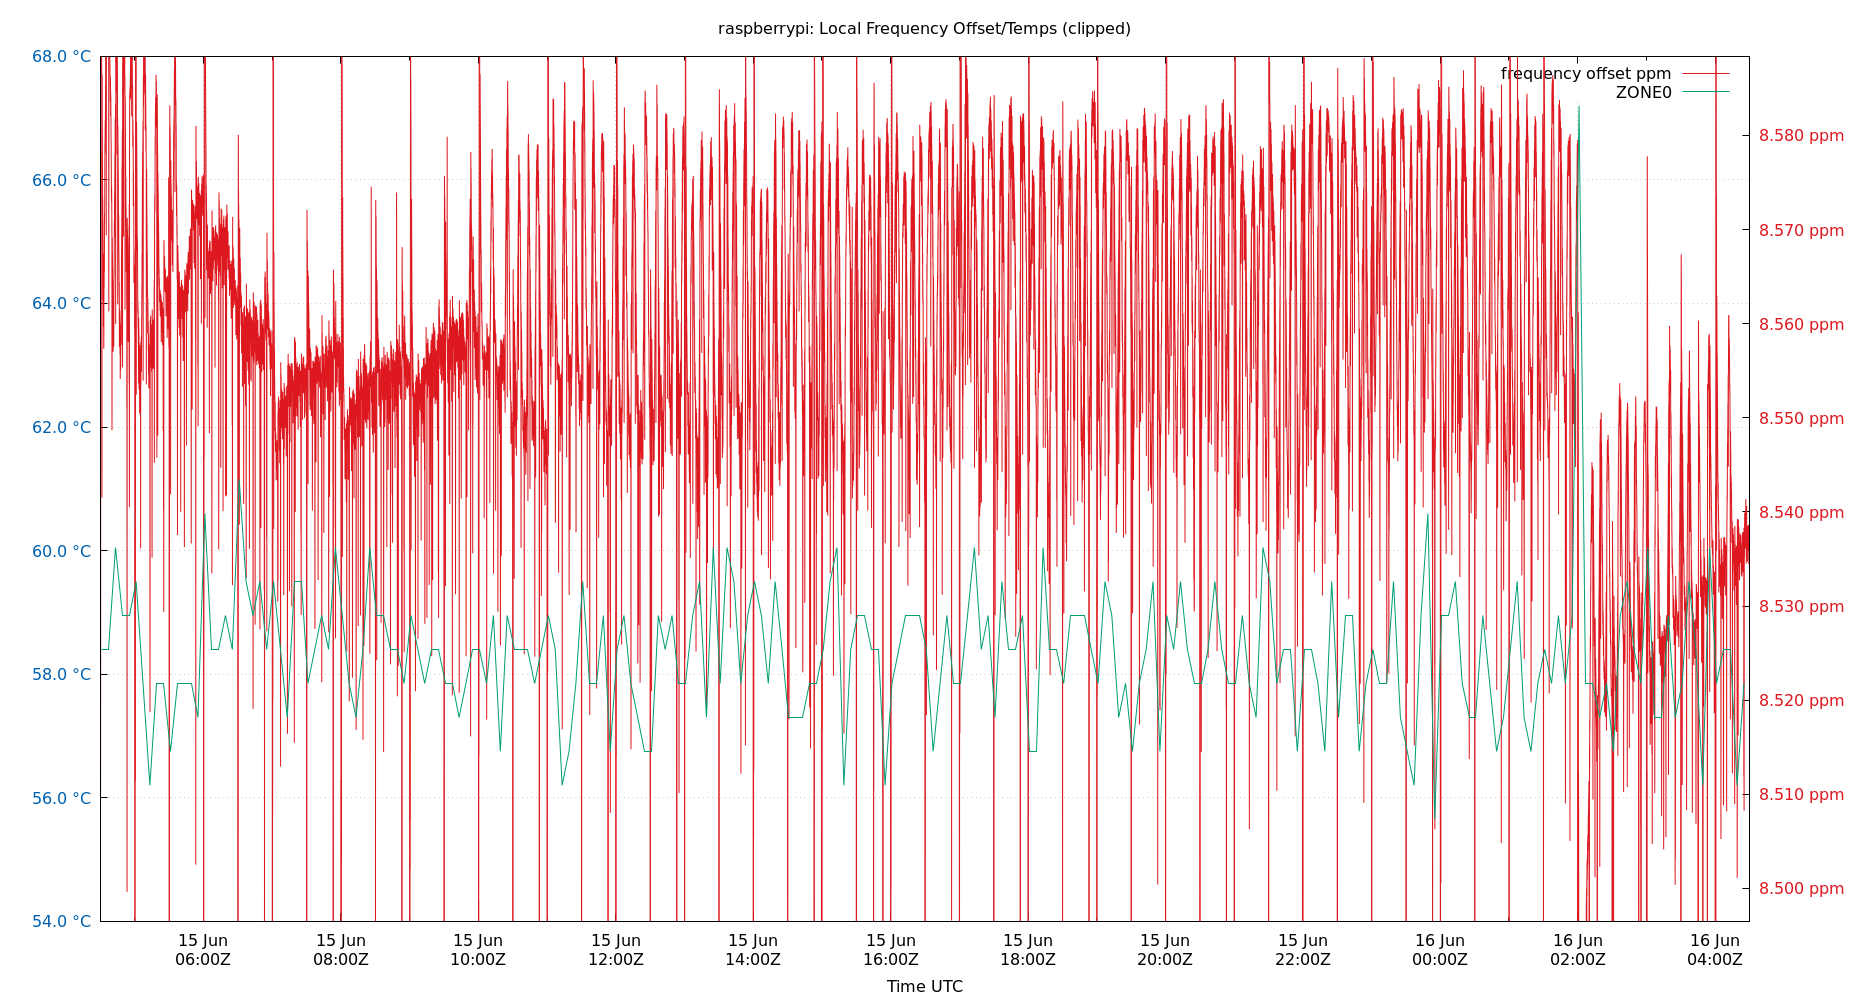 raspberrypi: Local Frequency Offset/Temps (clipped)
frequency offset ppm
ZONE0
68.0 °C
66.0 °C
64.0 °C
62.0 °C
60.0 °C
58.0 °C
56.0 °C
54.0 °C
8.580 ppm
8.570 ppm
8.560 ppm
8.550 ppm
8.540 ppm
8.530 ppm
8.520 ppm
8.510 ppm
8.500 ppm
15 Jun 15 Jun 15 Jun 15 Jun 15 Jun 15 Jun 15 Jun 15 Jun 15 Jun 16 Jun 16 Jun 16 Jun
06:00Z 08:00Z 10:00Z 12:00Z 14:00Z 16:00Z 18:00Z 20:00Z 22:00Z 00:00Z 02:00Z 04:00Z
Time UTC